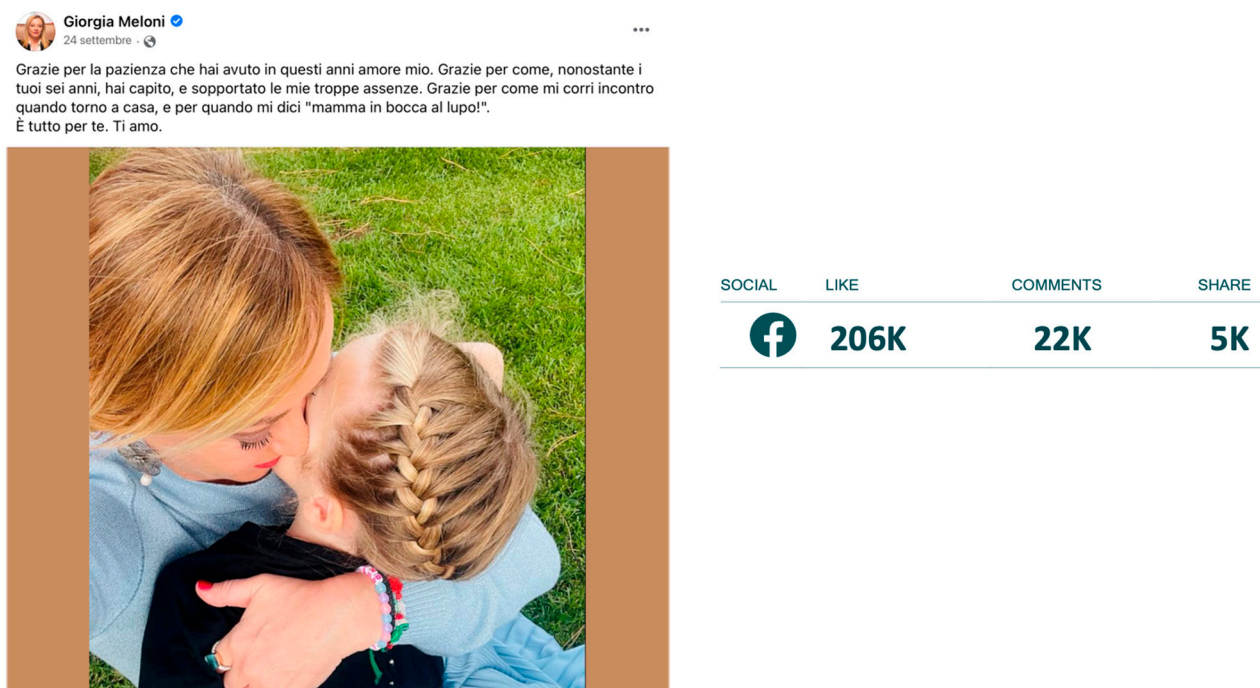 Giorgia Meloni
24 settembre ·
Grazie per la pazienza che hai avuto in questi anni amore mio. Grazie per come, nonostante i
tuoi sei anni, hai capito, e sopportato le mie troppe assenze. Grazie per come mi corri incontro
quando torno a casa, e per quando mi dici "mamma in bocca al lupo!".
È tutto per te. Ti amo.
SOCIAL LIKE COMMENTS SHARE
206K 22K 5K